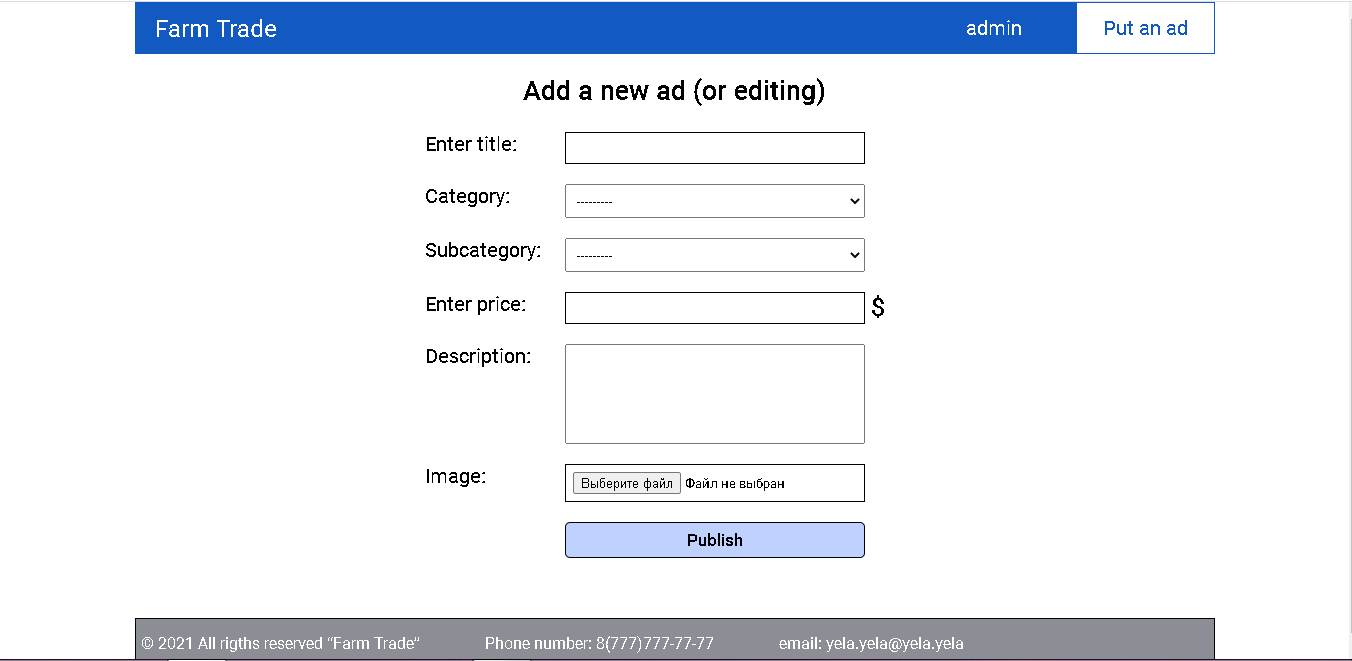 Farm Trade admin Put an ad
Add a new ad (or editing)
Enter title:
Category: ---------
Subcategory: ---------
Enter price: $
Description:
Image: Выберите файл Файл не выбран
Publish
© 2021 All rigths reserved “Farm Trade” Phone number: 8(777)777-77-77 email: yela.yela@yela.yela